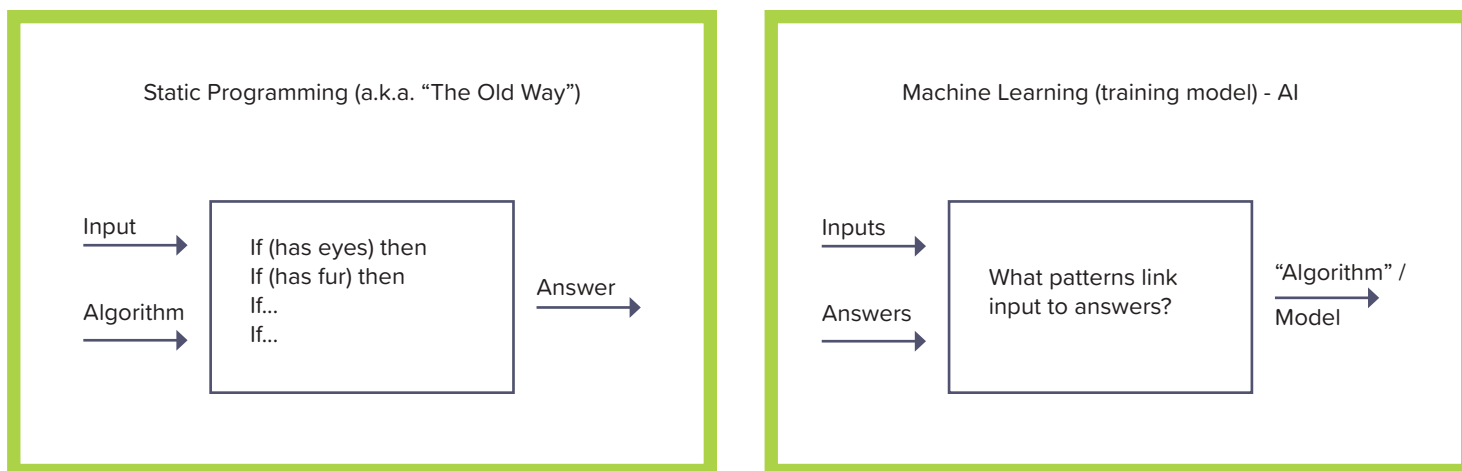 Static Programming (a.k.a. “The Old Way”)
Input
Algorithm
If (has eyes) then
If (has fur) then
If...
If...
Answer
Machine Learning (training model) - AI
Inputs
Answers
What patterns link
input to answers?
“Algorithm” /
Model